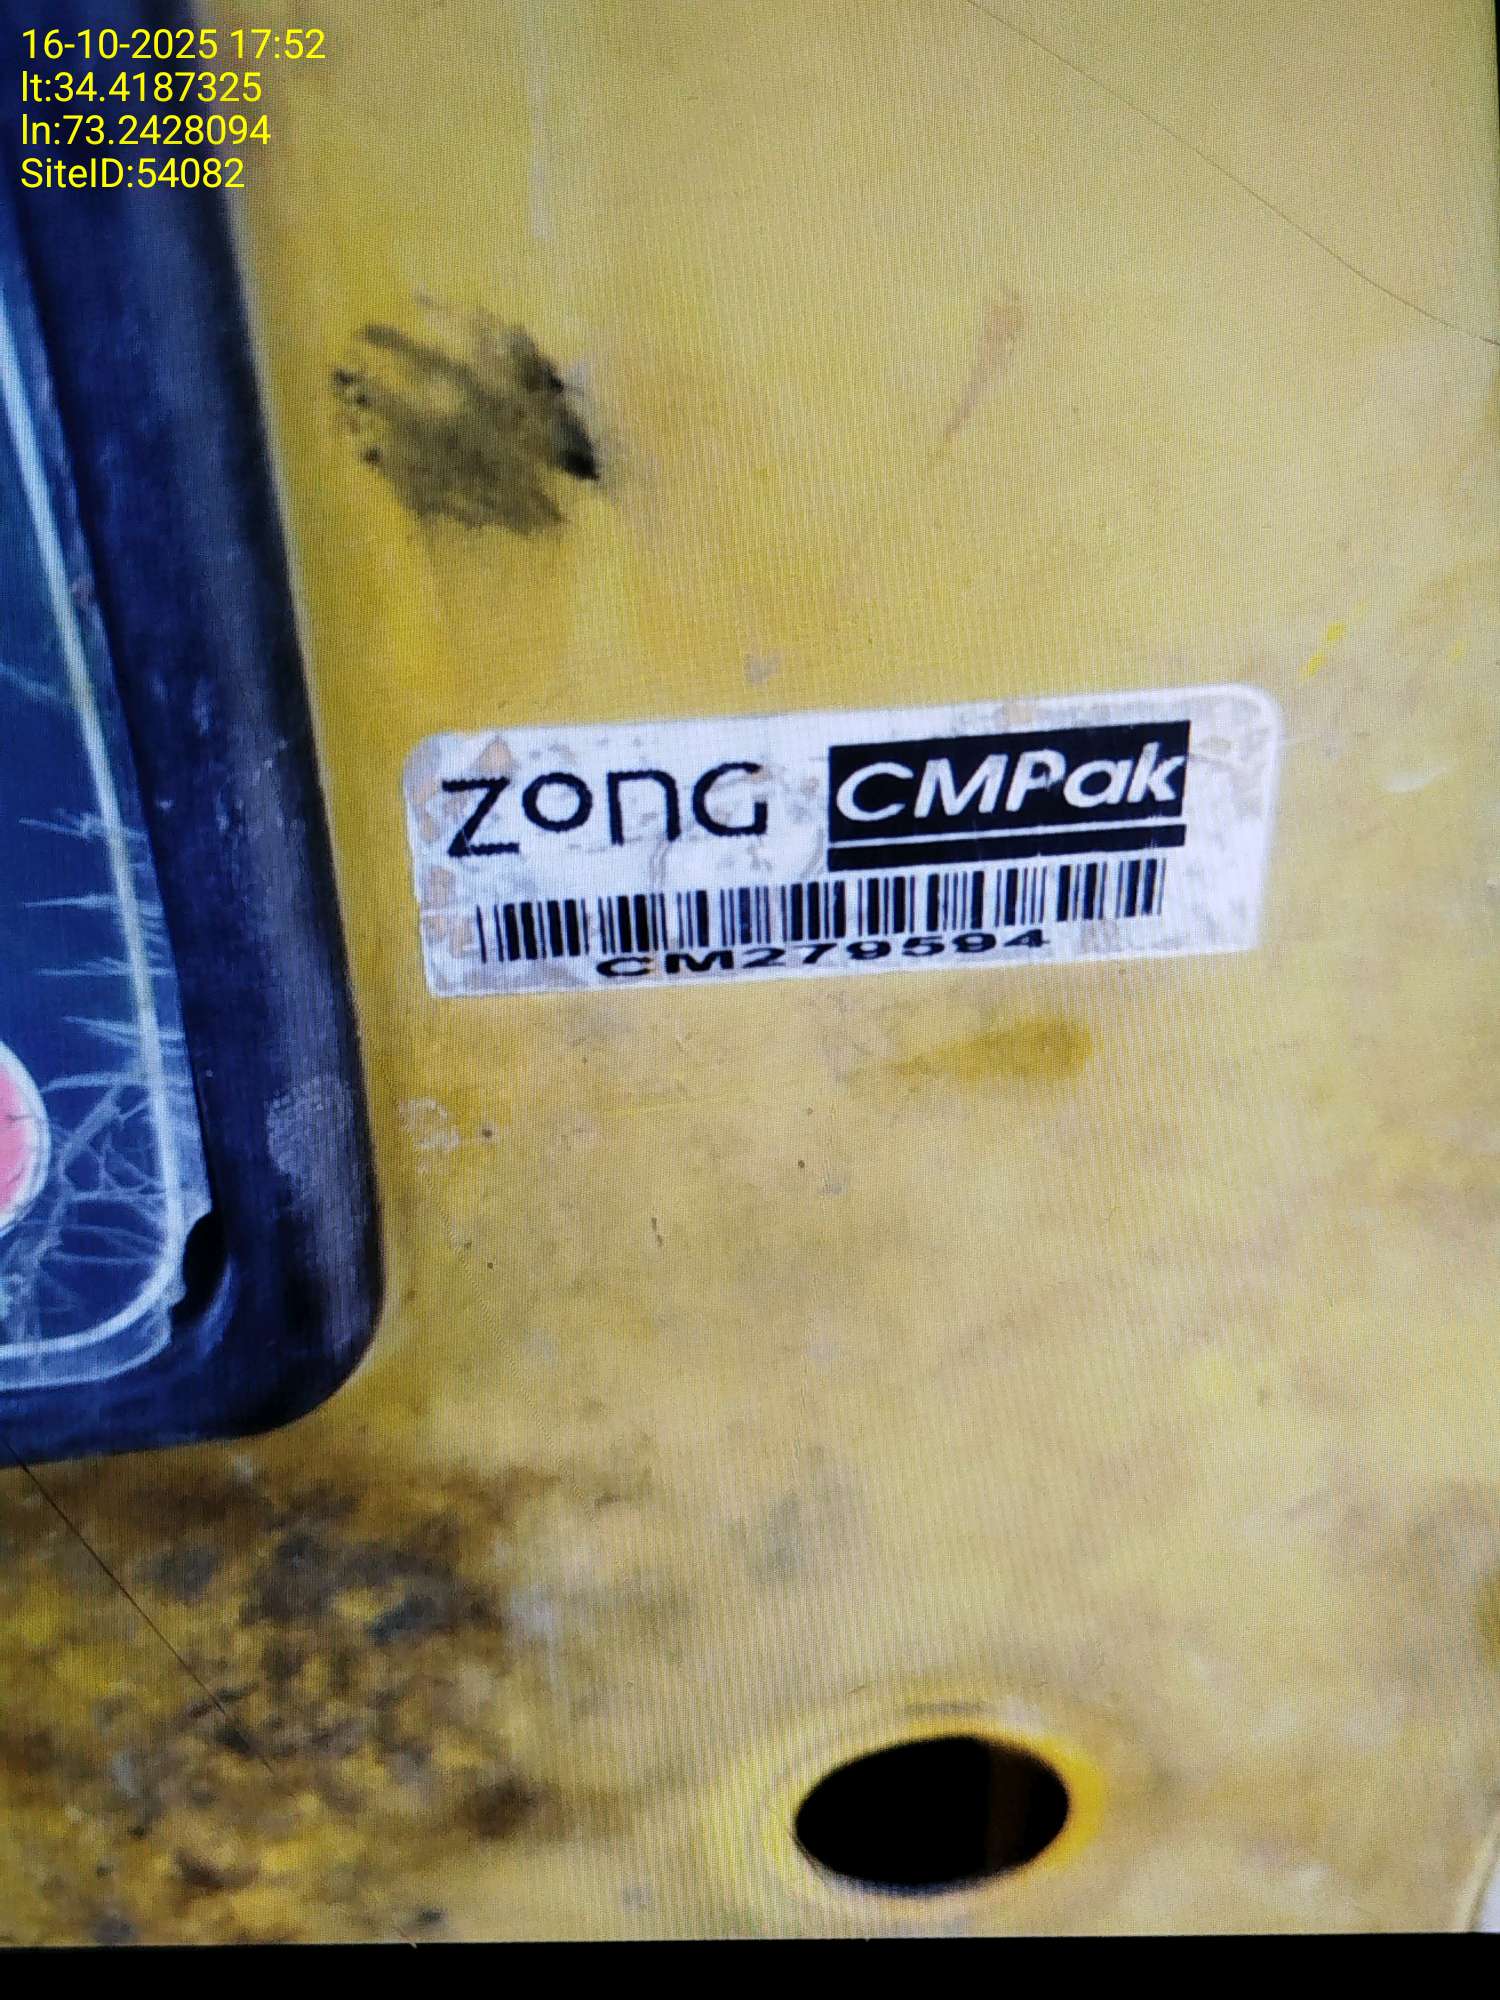 16-10-2025 17:52
lt:34.4187325
ln:73.2428094
SiteID:54082
zonG CMPak
CM279594